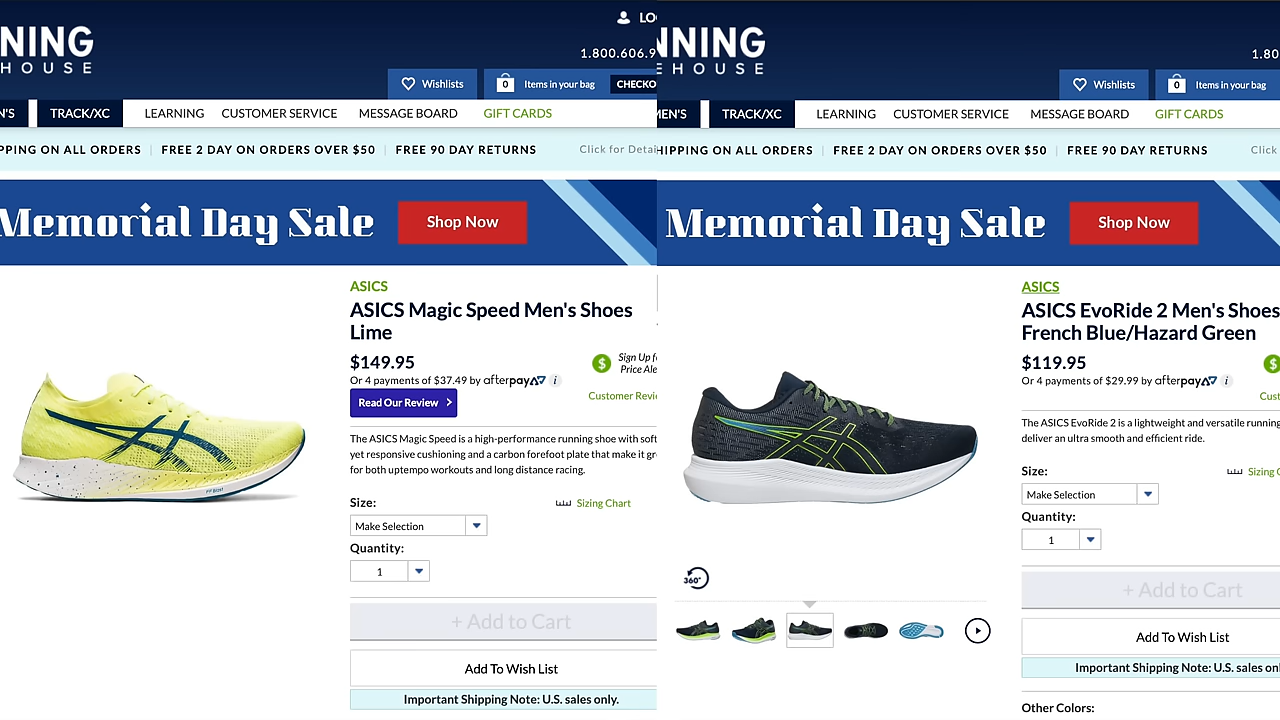 LO
NING
HOUSE
1.800.606.9
Wishlists
0
Items in your bag
CHECKO
N'S
TRACK/XC
LEARNING
CUSTOMER SERVICE
MESSAGE BOARD
GIFT CARDS
PPING ON ALL ORDERS
FREE 2 DAY ON ORDERS OVER $50
FREE 90 DAY RETURNS
Click for Detai
Memorial Day Sale
Shop Now
ASICS
ASICS Magic Speed Men's Shoes
Lime
$149.95
Or 4 payments of $37.49 by afterpay i
$
Sign Up f
Price Ale
Read Our Review
Customer Revie
The ASICS Magic Speed is a high-performance running shoe with soft
yet responsive cushioning and a carbon forefoot plate that make it gr
for both uptempo workouts and long distance racing.
Size:
Sizing Chart
Make Selection
Quantity:
1
+ Add to Cart
Add To Wish List
Important Shipping Note: U.S. sales only.
NNING
EHOUSE
1.80
Wishlists
0
Items in your bag
EN'S
TRACK/XC
LEARNING
CUSTOMER SERVICE
MESSAGE BOARD
GIFT CARDS
HIPPING ON ALL ORDERS
FREE 2 DAY ON ORDERS OVER $50
FREE 90 DAY RETURNS
Click
Memorial Day Sale
Shop Now
ASICS
ASICS EvoRide 2 Men's Shoes
French Blue/Hazard Green
$119.95
Or 4 payments of $29.99 by afterpay i
$
Cust
The ASICS EvoRide 2 is a lightweight and versatile running
deliver an ultra smooth and efficient ride.
Size:
Sizing C
Make Selection
Quantity:
1
360°
+ Add to Cart
Add To Wish List
Important Shipping Note: U.S. sales onl
Other Colors: